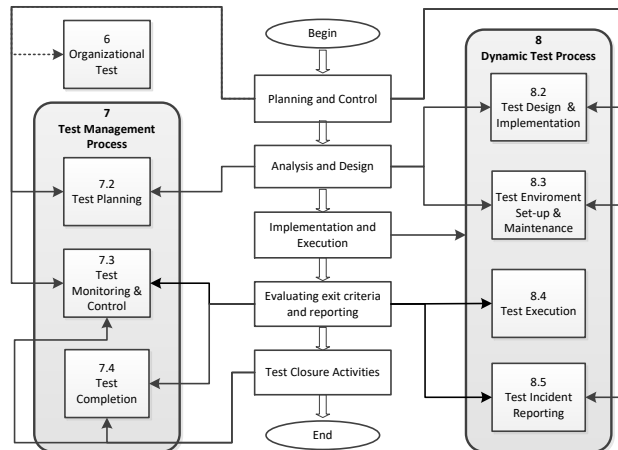 Begin
6
Organizational
Test
8
Dynamic Test Process
Planning and Control
8.2
Test Design &
Implementation
7
Test Management
Process
Analysis and Design
7.2
Test Planning
8.3
Test Enviroment
Set-up &
Maintenance
Implementation and
Execution
7.3
Test
Monitoring &
Control
Evaluating exit criteria
and reporting
8.4
Test Execution
7.4
Test
Completion
Test Closure Activities
8.5
Test Incident
Reporting
End